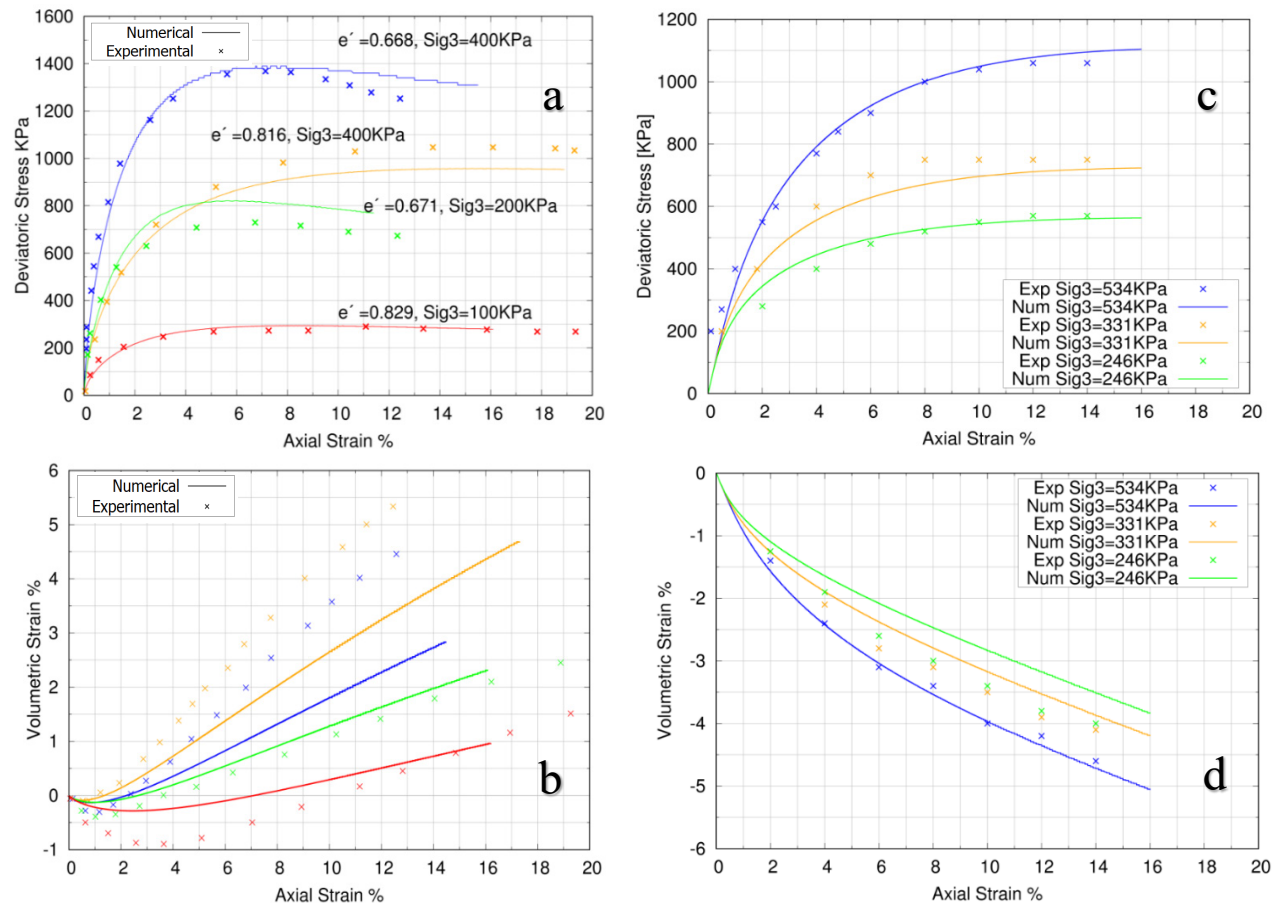 Numerical
Experimental
e´ =0.668, Sig3=400KPa
e´ =0.816, Sig3=400KPa
e´ =0.671, Sig3=200KPa
e´ =0.829, Sig3=100KPa
a
1600
1400
1200
1000
800
600
400
200
0
Deviatoric Stress KPa
0 2 4 6 8 10 12 14 16 18 20
Axial Strain %
c
1200
1000
800
600
400
200
0
Deviatoric Stress [KPa]
Exp Sig3=534KPa
Num Sig3=534KPa
Exp Sig3=331KPa
Num Sig3=331KPa
Exp Sig3=246KPa
Num Sig3=246KPa
0 2 4 6 8 10 12 14 16 18 20
Axial Strain %
Numerical
Experimental
b
6
5
4
3
2
1
0
-1
Volumetric Strain %
0 2 4 6 8 10 12 14 16 18 20
Axial Strain %
Exp Sig3=534KPa
Num Sig3=534KPa
Exp Sig3=331KPa
Num Sig3=331KPa
Exp Sig3=246KPa
Num Sig3=246KPa
d
0
-1
-2
-3
-4
-5
-6
Volumetric Strain %
0 2 4 6 8 10 12 14 16 18 20
Axial Strain %